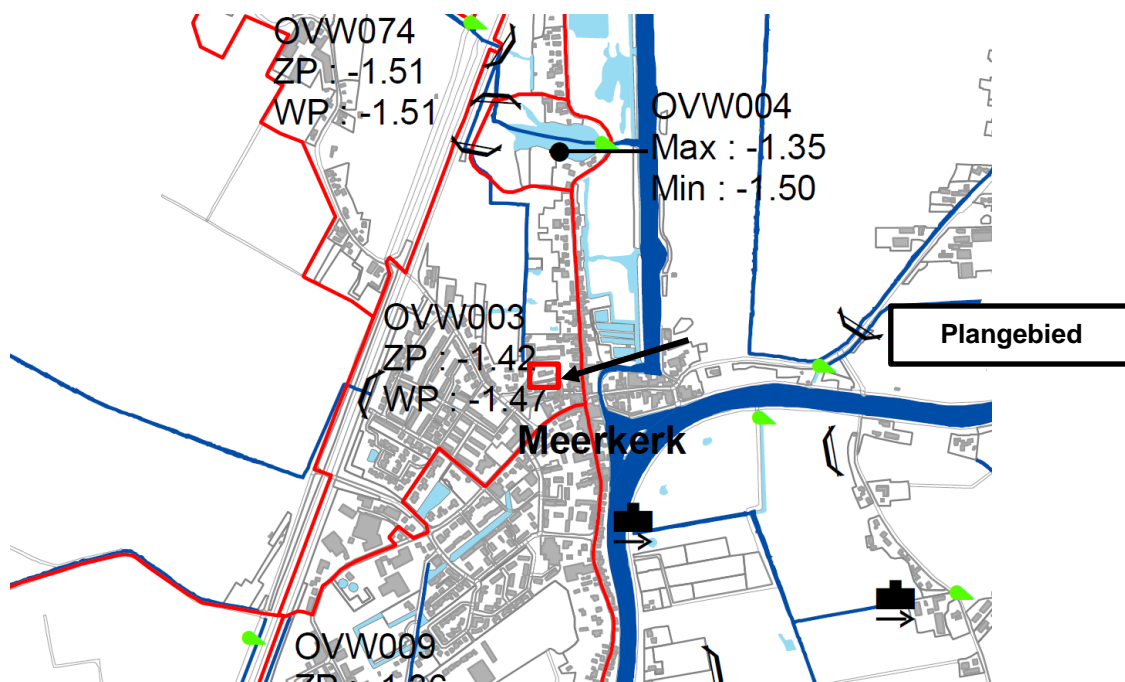 OVW074
ZP : -1.51
WP : -1.51
OVW004
Max : -1.35
Min : -1.50
OVW003
ZP : -1.42
WP : -1.47
Plangebied
Meerkerk
OVW009